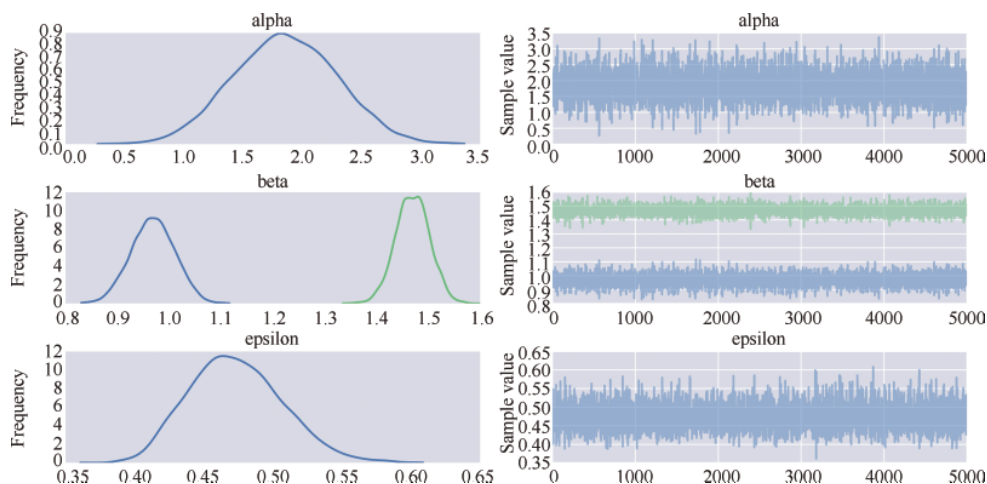 alpha
Frequency
0.9
0.8
0.7
0.6
0.5
0.4
0.3
0.2
0.1
0.0
0.0 0.5 1.0 1.5 2.0 2.5 3.0 3.5
alpha
Sample value
3.5
3.0
2.5
2.0
1.5
1.0
0.5
0.0
0 1000 2000 3000 4000 5000
beta
Frequency
12
10
8
6
4
2
0
0.8 0.9 1.0 1.1 1.2 1.3 1.4 1.5 1.6
beta
Sample value
1.6
1.5
1.4
1.3
1.2
1.1
1.0
0.9
0.8
0 1000 2000 3000 4000 5000
epsilon
Frequency
12
10
8
6
4
2
0
0.35 0.40 0.45 0.50 0.55 0.60 0.65
epsilon
Sample value
0.65
0.60
0.55
0.50
0.45
0.40
0.35
0 1000 2000 3000 4000 5000